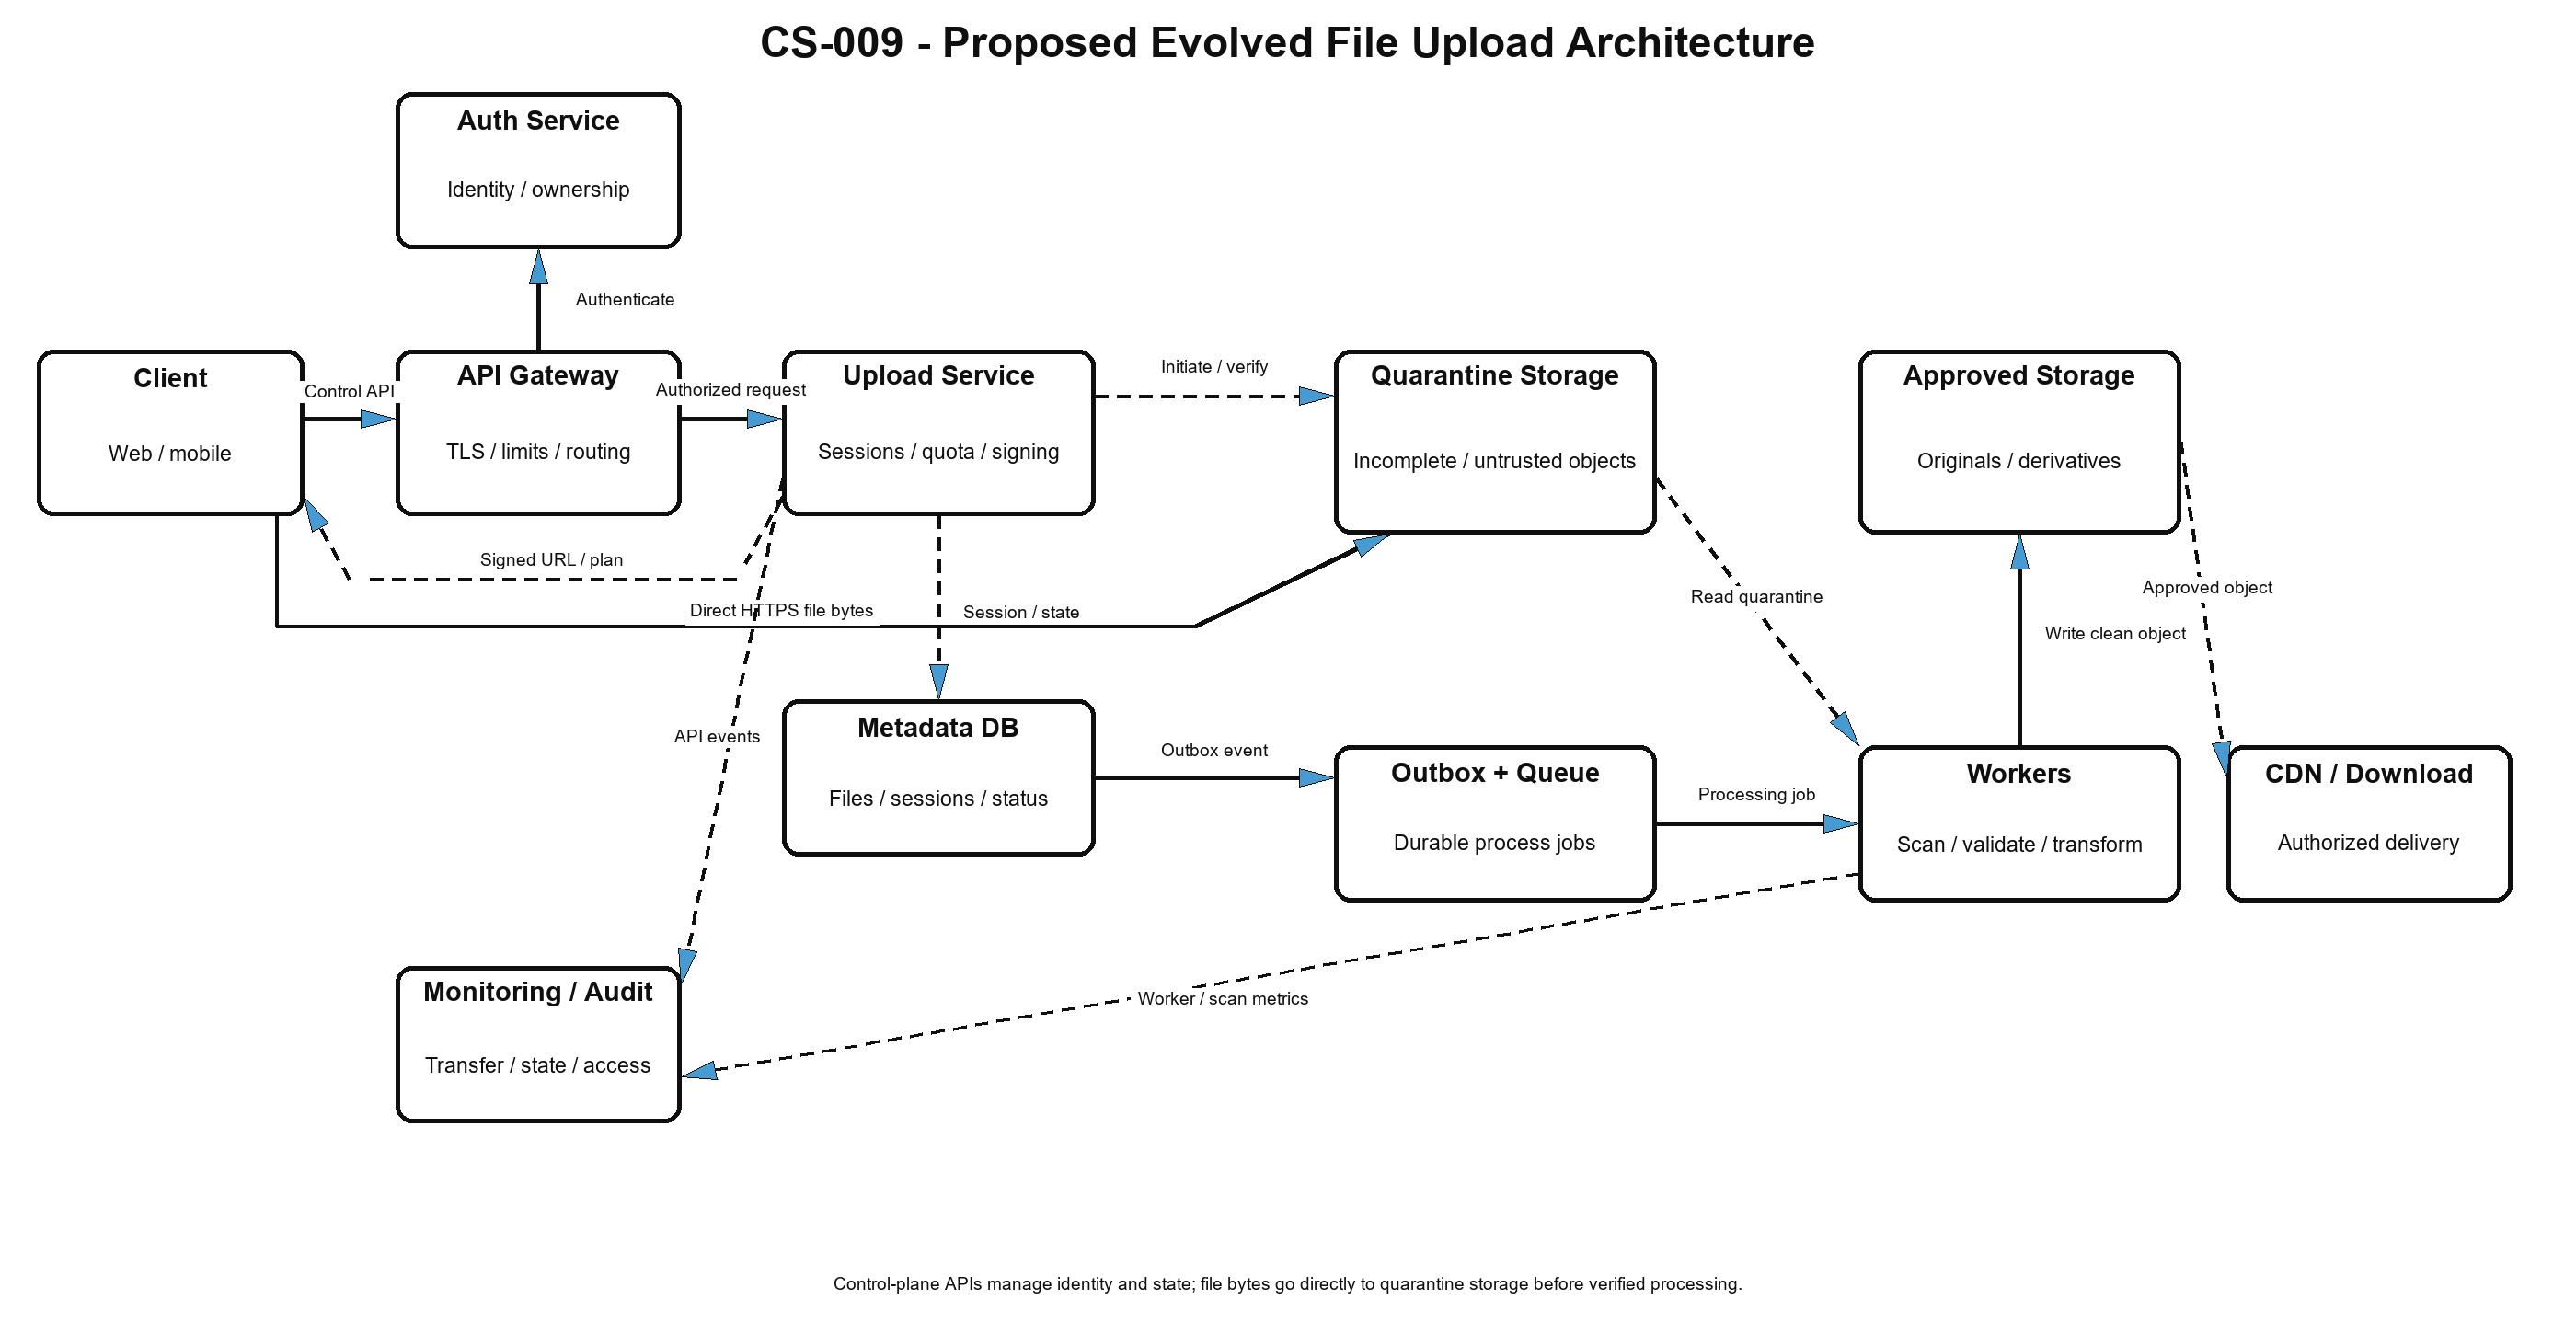 CS-009 - Proposed Evolved File Upload Architecture
Auth Service
Identity / ownership
Authenticate
Client
Web / mobile
Control API
API Gateway
TLS / limits / routing
Authorized request
Upload Service
Sessions / quota / signing
Initiate / verify
Quarantine Storage
Incomplete / untrusted objects
Approved Storage
Originals / derivatives
Signed URL / plan
Direct HTTPS file bytes
Session / state
Read quarantine
Approved object
Write clean object
API events
Metadata DB
Files / sessions / status
Outbox event
Outbox + Queue
Durable process jobs
Processing job
Workers
Scan / validate / transform
CDN / Download
Authorized delivery
Monitoring / Audit
Transfer / state / access
Worker / scan metrics
Control-plane APIs manage identity and state; file bytes go directly to quarantine storage before verified processing.